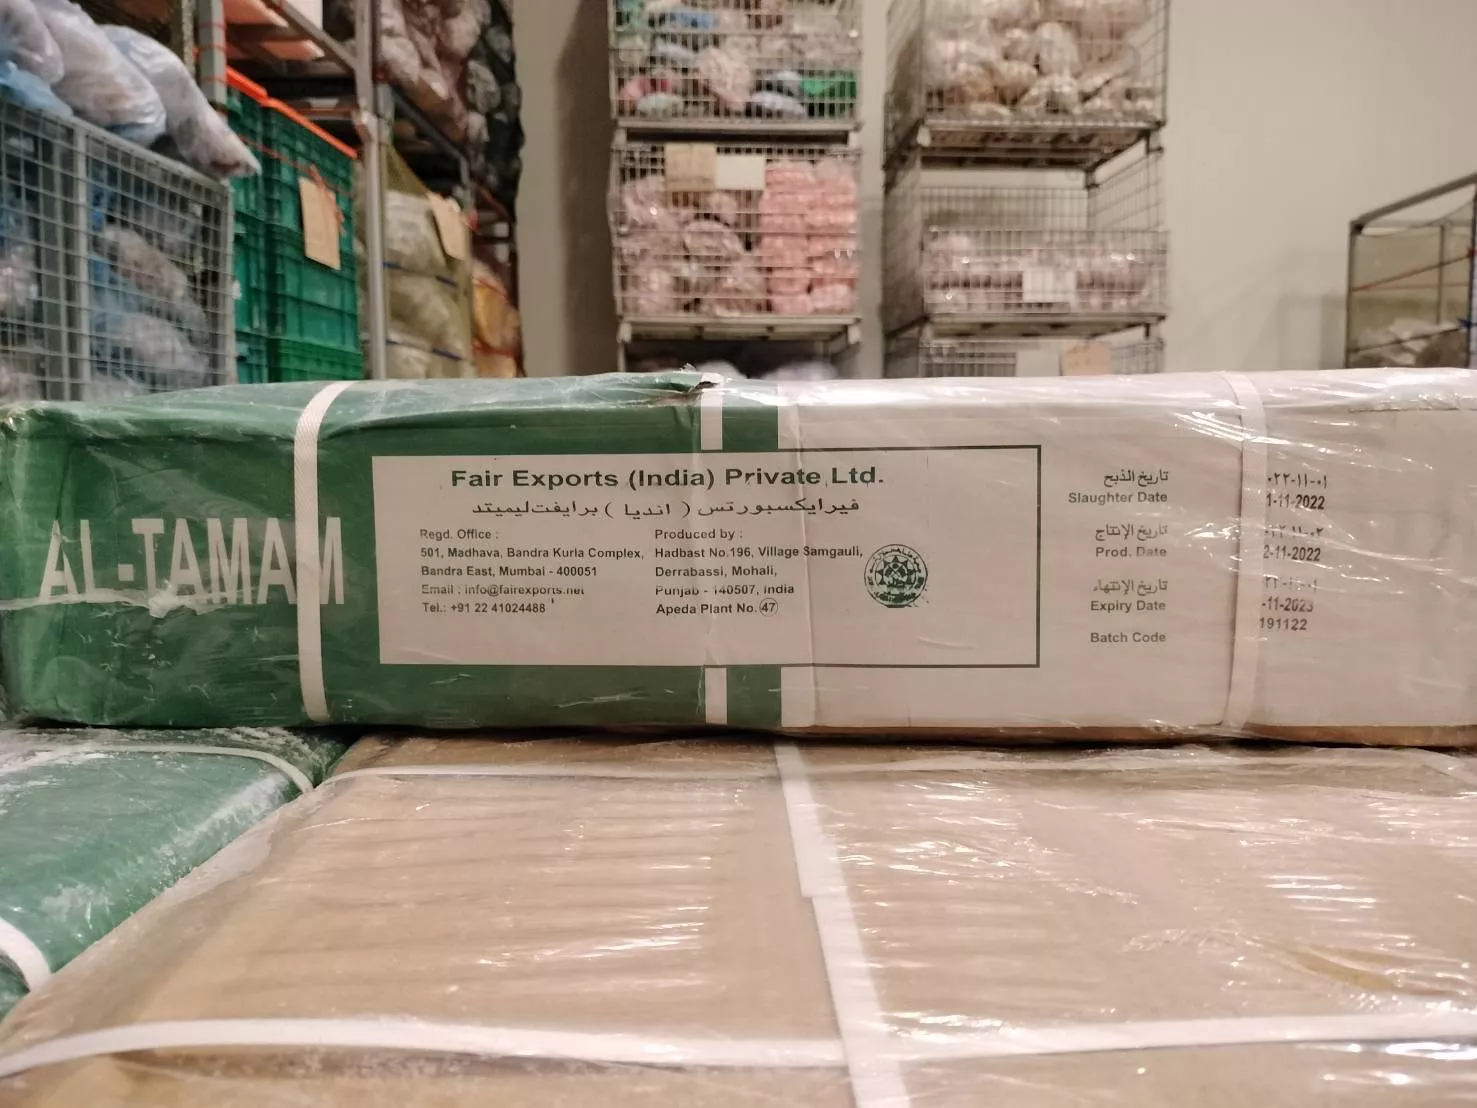 AL-TAMAM
Fair Exports (India) Private Ltd.
فيرايكسبورتس ( انديا ) برايفت ليميتد
Regd. Office :
501, Madhava, Bandra Kurla Complex,
Bandra East, Mumbai - 400051
Email : info@fairexports.net
Tel.: +91 22 41024488
Produced by :
Hadbast No.196, Village Samgauli,
Derrabassi, Mohali,
Punjab - 140507, India
Apeda Plant No. 47
تاريخ الذبح
Slaughter Date
1-11-2022
تاريخ الإنتاج
Prod. Date
2-11-2022
تاريخ الإنتهاء
Expiry Date
-11-2023
Batch Code
191122